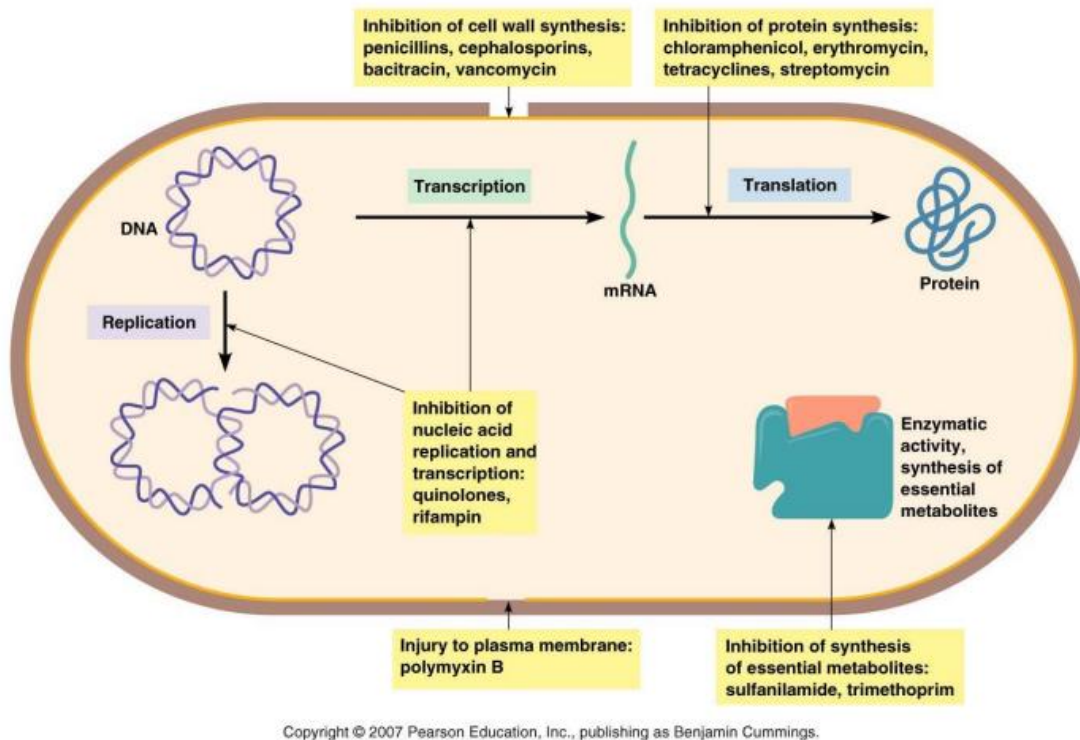 Inhibition of cell wall synthesis:
penicillins, cephalosporins,
bacitracin, vancomycin
Inhibition of protein synthesis:
chloramphenicol, erythromycin,
tetracyclines, streptomycin
DNA
Transcription
mRNA
Translation
Protein
Replication
Inhibition of
nucleic acid
replication and
transcription:
quinolones,
rifampin
Enzymatic
activity,
synthesis of
essential
metabolites
Injury to plasma membrane:
polymyxin B
Inhibition of synthesis
of essential metabolites:
sulfanilamide, trimethoprim
Copyright © 2007 Pearson Education, Inc., publishing as Benjamin Cummings.